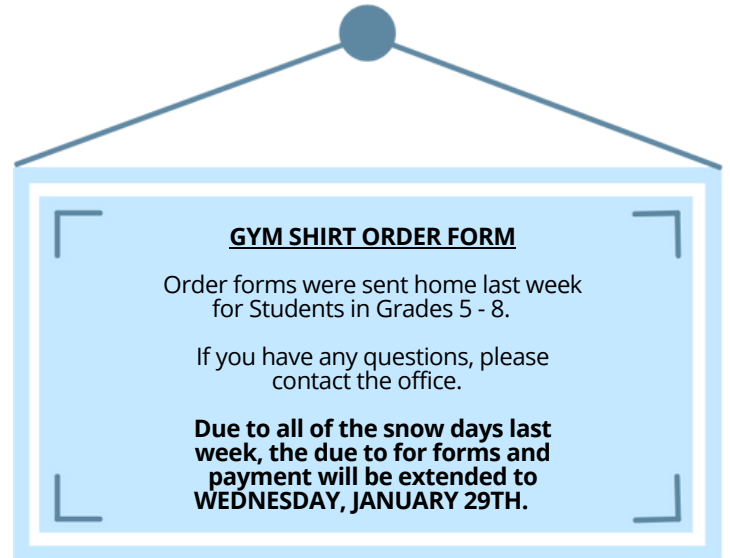 GYM SHIRT ORDER FORM
Order forms were sent home last week
for Students in Grades 5 - 8.
If you have any questions, please
contact the office.
Due to all of the snow days last
week, the due to for forms and
payment will be extended to
WEDNESDAY, JANUARY 29TH.